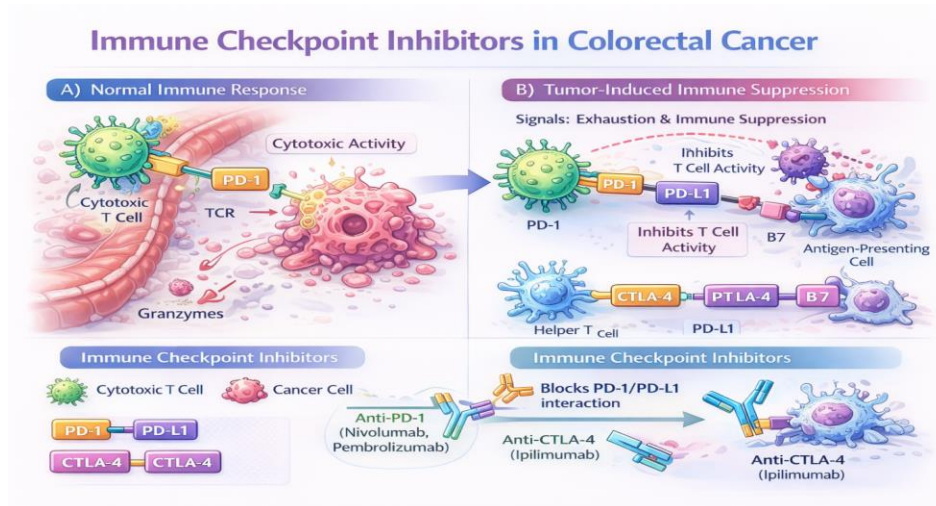 Immune Checkpoint Inhibitors in Colorectal Cancer
A) Normal Immune Response
Cytotoxic Activity
PD-1
Cytotoxic
T Cell
TCR
Granzymes
B) Tumor-Induced Immune Suppression
Signals: Exhaustion & Immune Suppression
Inhibits
T Cell Activity
PD-1
PD-L1
PD-1
Inhibits T Cell
Activity
B7
Antigen-Presenting
Cell
CTLA-4
PTLA-4
B7
Helper T Cell
PD-L1
Immune Checkpoint Inhibitors
Cytotoxic T Cell
Cancer Cell
PD-1
PD-L1
CTLA-4
CTLA-4
Immune Checkpoint Inhibitors
Anti-PD-1
(Nivolumab,
Pembrolizumab)
Blocks PD-1/PD-L1
interaction
Anti-CTLA-4
(Ipilimumab)
Anti-CTLA-4
(Ipilimumab)